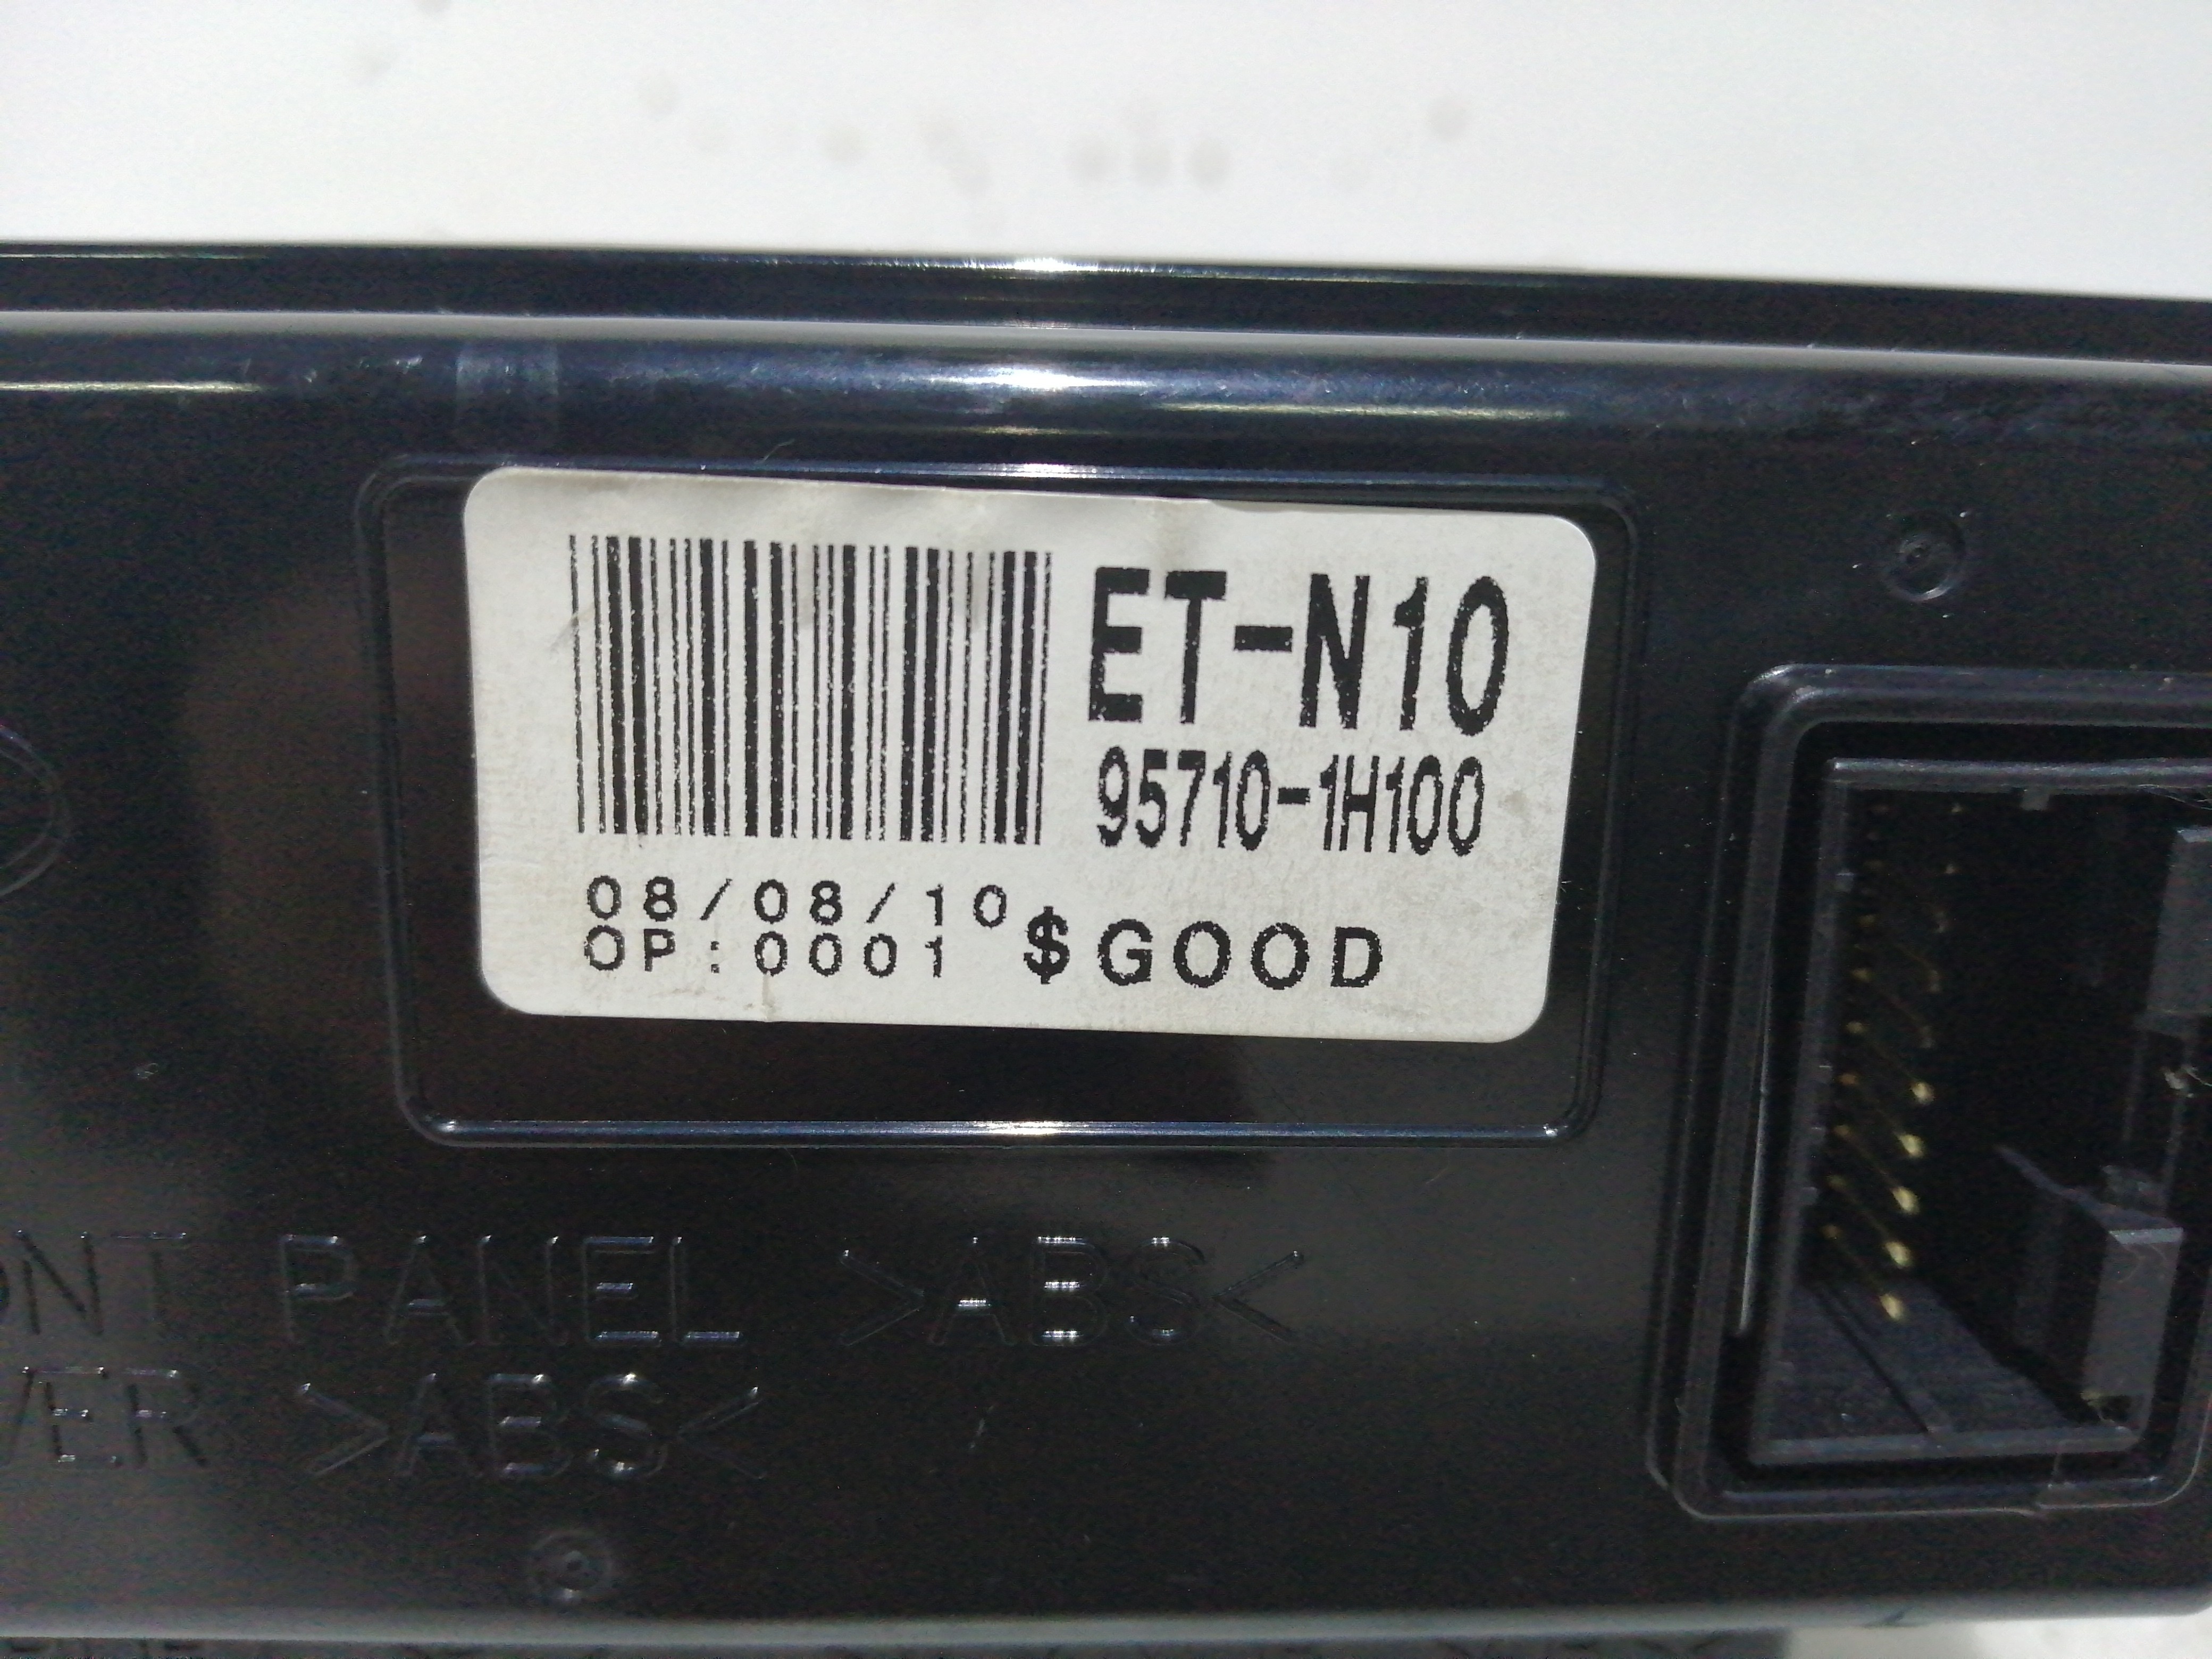 ET-N10
95710-1H100
08/08/10
OP:0001 $GOOD
PANEL >ABS<
>ABS<